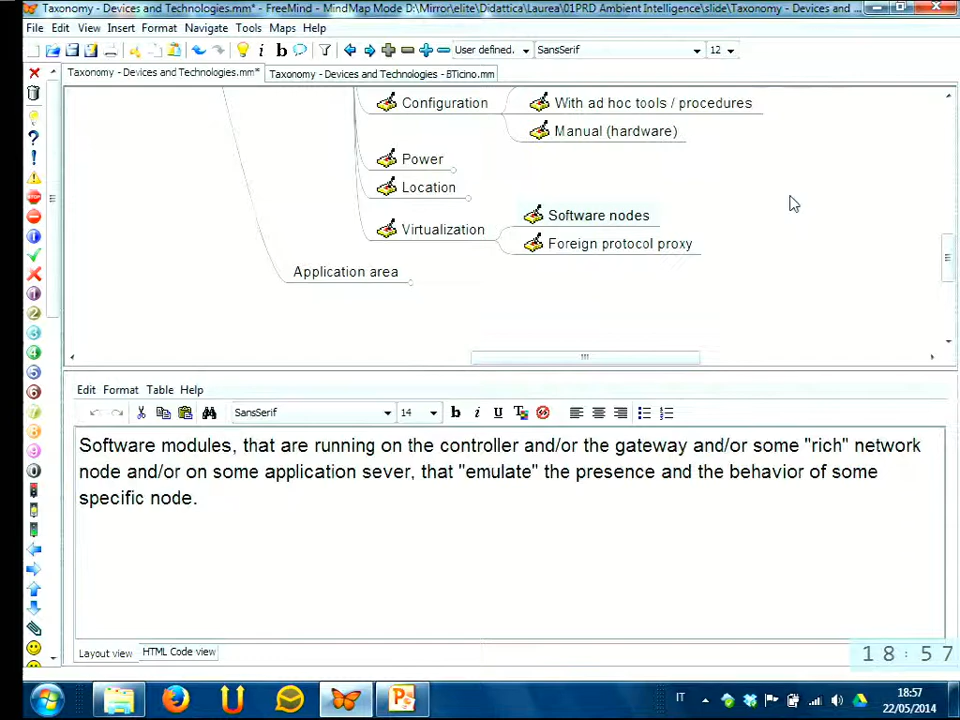 Taxonomy - Devices and Technologies.mm* - FreeMind - MindMap Mode D:\Mirror\elite\Didattica\Laurea\01PRD Ambient Intelligence\slide\Taxonomy - Devices and ...
File Edit View Insert Format Navigate Tools Maps Help
User defined. SansSerif 12
Taxonomy - Devices and Technologies.mm* Taxonomy - Devices and Technologies - BTicino.mm
Configuration With ad hoc tools / procedures
Manual (hardware)
Power
Location
Software nodes
Virtualization
Foreign protocol proxy
Application area
Edit Format Table Help
SansSerif 14 b i U
Software modules, that are running on the controller and/or the gateway and/or some "rich" network
node and/or on some application sever, that "emulate" the presence and the behavior of some
specific node.
Layout view HTML Code view
18:57
IT 18:57
22/05/2014